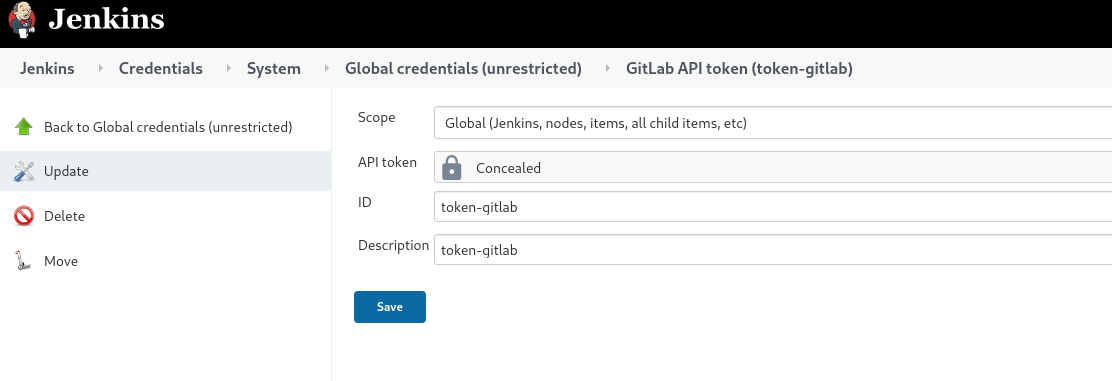 Jenkins
Jenkins Credentials System Global credentials (unrestricted) GitLab API token (token-gitlab)
Back to Global credentials (unrestricted)
Update
Delete
Move
Scope
Global (Jenkins, nodes, items, all child items, etc)
API token
Concealed
ID
token-gitlab
Description
token-gitlab
Save